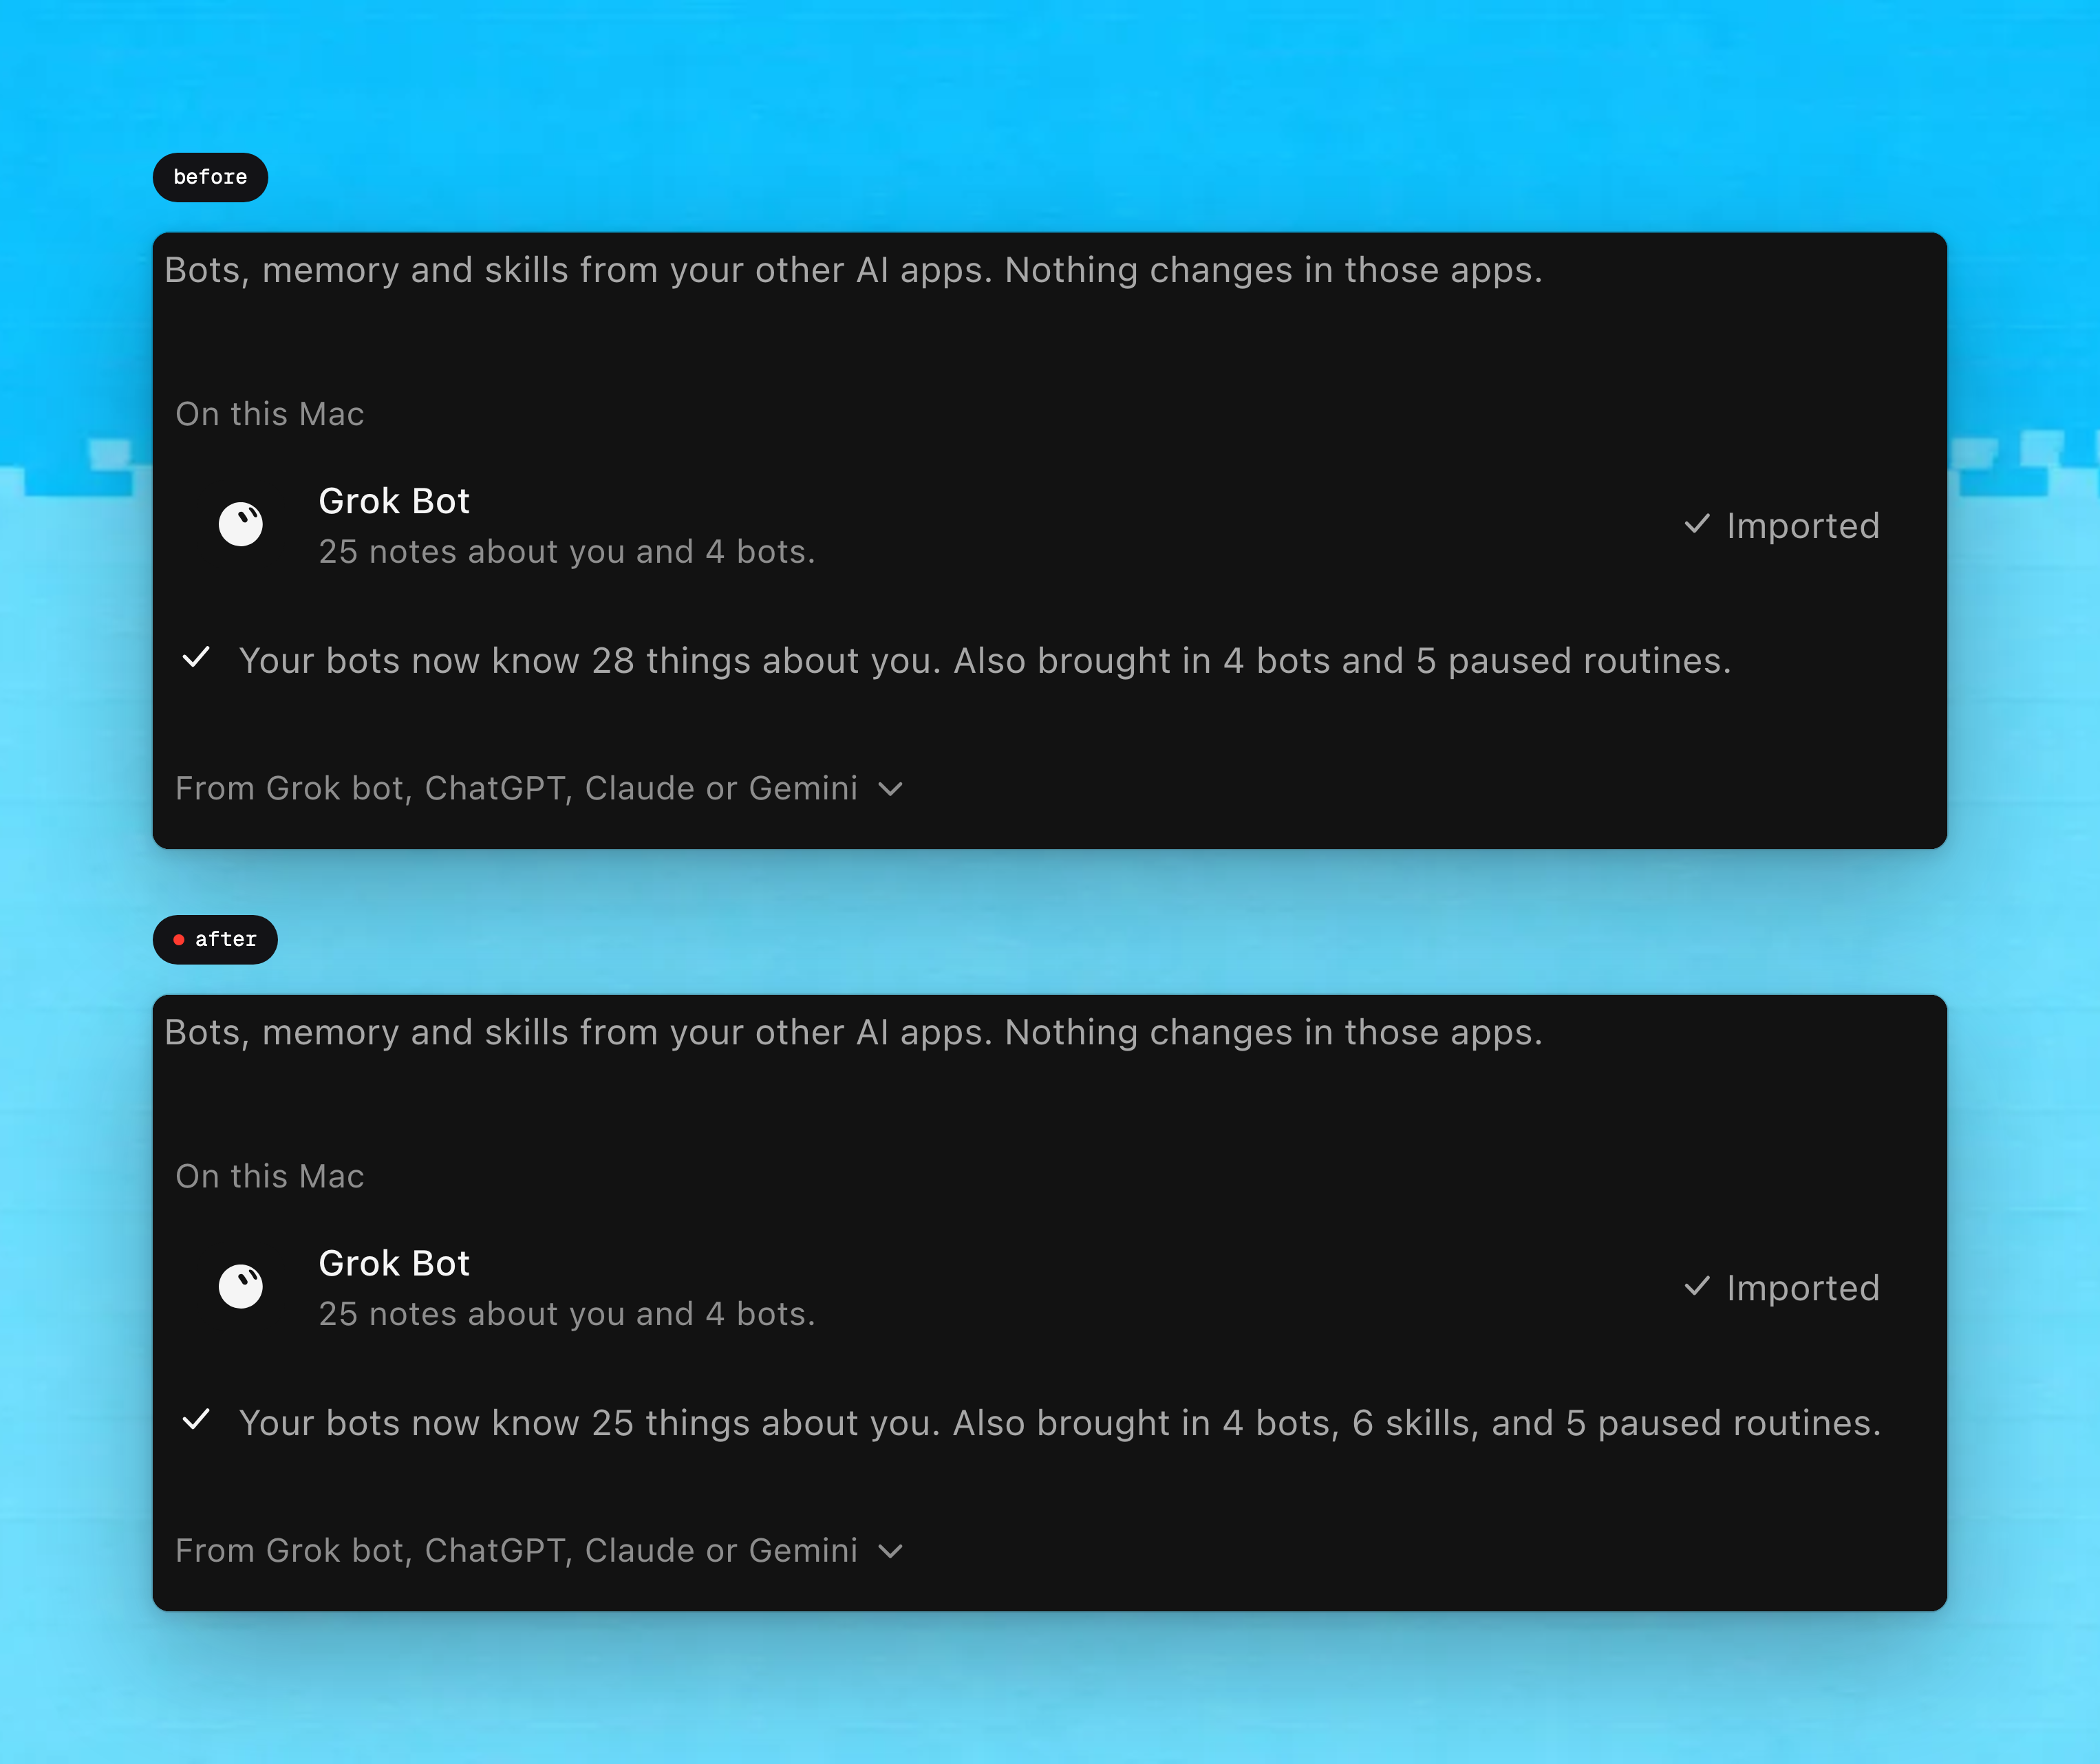 before
Bots, memory and skills from your other AI apps. Nothing changes in those apps.
On this Mac
Grok Bot
25 notes about you and 4 bots.
Imported
Your bots now know 28 things about you. Also brought in 4 bots and 5 paused routines.
From Grok bot, ChatGPT, Claude or Gemini
after
Bots, memory and skills from your other AI apps. Nothing changes in those apps.
On this Mac
Grok Bot
25 notes about you and 4 bots.
Imported
Your bots now know 25 things about you. Also brought in 4 bots, 6 skills, and 5 paused routines.
From Grok bot, ChatGPT, Claude or Gemini